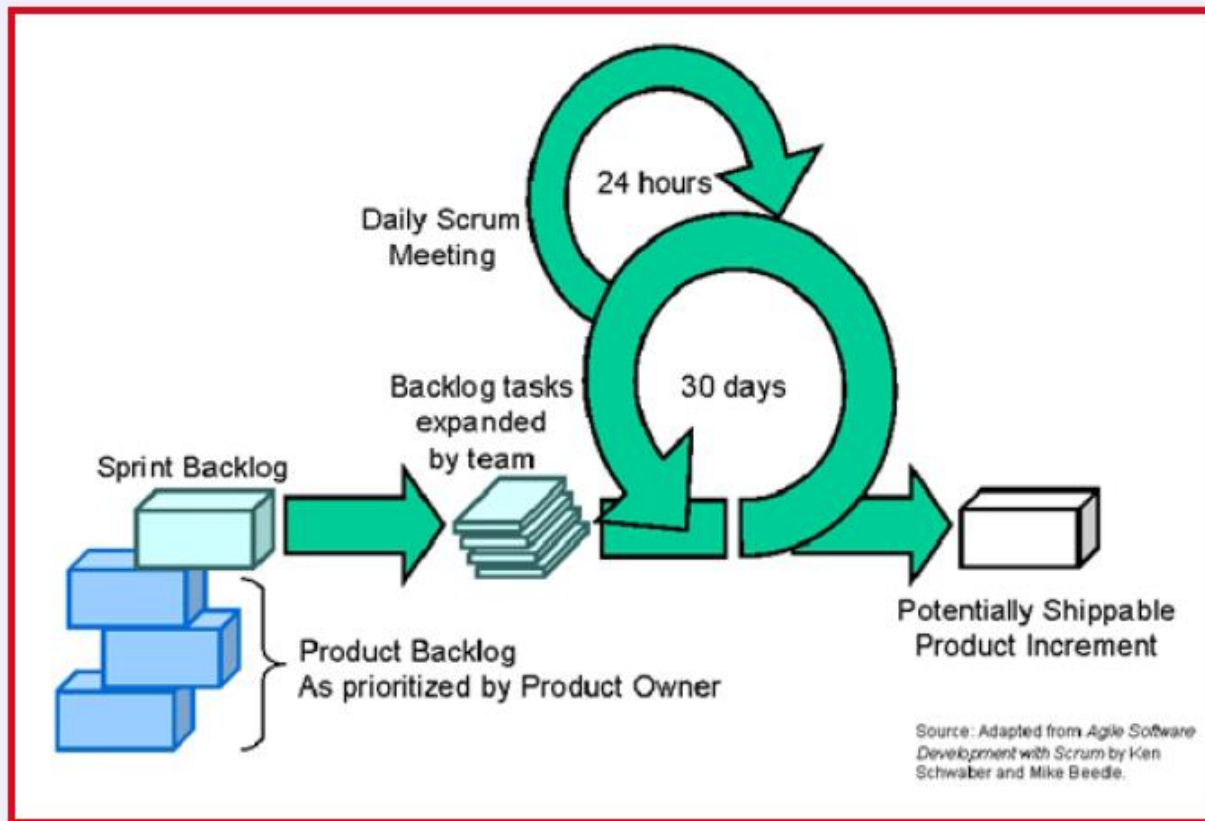 24 hours
Daily Scrum
Meeting
30 days
Backlog tasks
expanded
by team
Sprint Backlog
Potentially Shippable
Product Increment
Product Backlog
As prioritized by Product Owner
Source: Adapted from Agile Software
Development with Scrum by Ken
Schwaber and Mike Beedle.